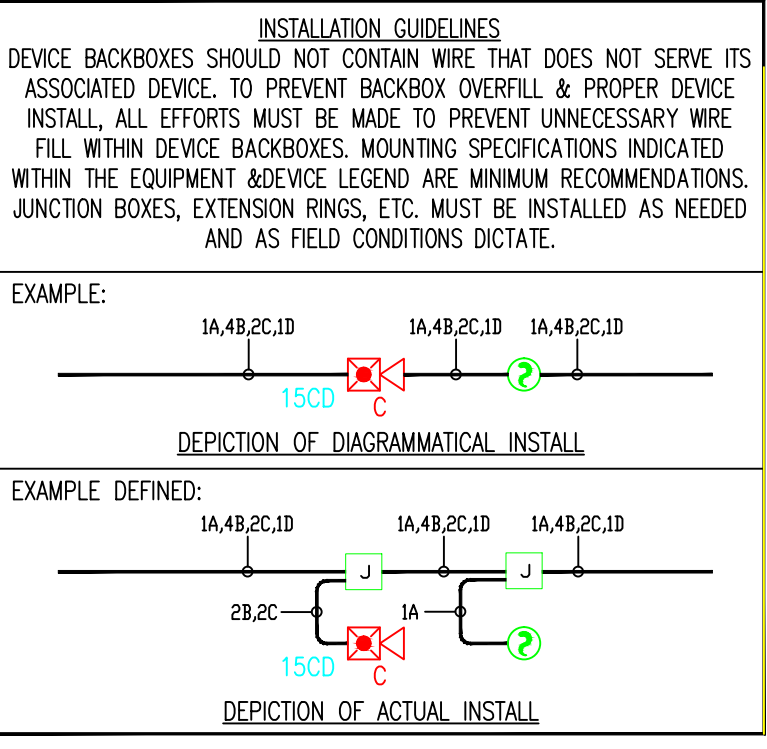 INSTALLATION GUIDELINES
DEVICE BACKBOXES SHOULD NOT CONTAIN WIRE THAT DOES NOT SERVE ITS
ASSOCIATED DEVICE. TO PREVENT BACKBOX OVERFILL & PROPER DEVICE
INSTALL, ALL EFFORTS MUST BE MADE TO PREVENT UNNECESSARY WIRE
FILL WITHIN DEVICE BACKBOXES. MOUNTING SPECIFICATIONS INDICATED
WITHIN THE EQUIPMENT &DEVICE LEGEND ARE MINIMUM RECOMMENDATIONS.
JUNCTION BOXES, EXTENSION RINGS, ETC. MUST BE INSTALLED AS NEEDED
AND AS FIELD CONDITIONS DICTATE.
EXAMPLE:
1A,4B,2C,1D 1A,4B,2C,1D 1A,4B,2C,1D
15CD C
DEPICTION OF DIAGRAMMATICAL INSTALL
EXAMPLE DEFINED:
1A,4B,2C,1D 1A,4B,2C,1D 1A,4B,2C,1D
J J
2B,2C 1A
15CD C
DEPICTION OF ACTUAL INSTALL